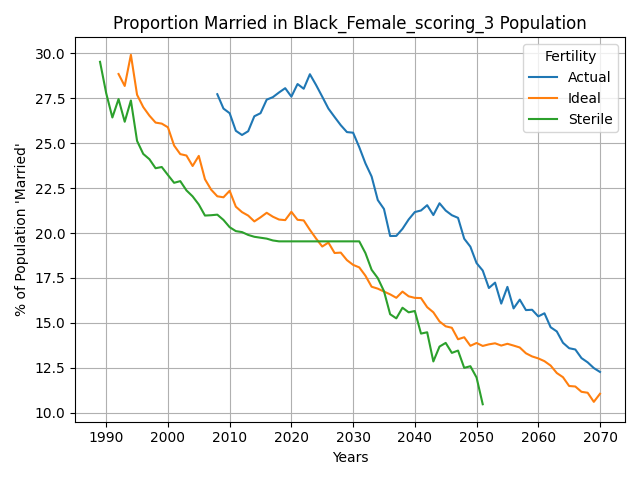 Proportion Married in Black_Female_scoring_3 Population
30.0
27.5
25.0
22.5
20.0
17.5
15.0
12.5
10.0
% of Population 'Married'
Fertility
Actual
Ideal
Sterile
1990 2000 2010 2020 2030 2040 2050 2060 2070
Years